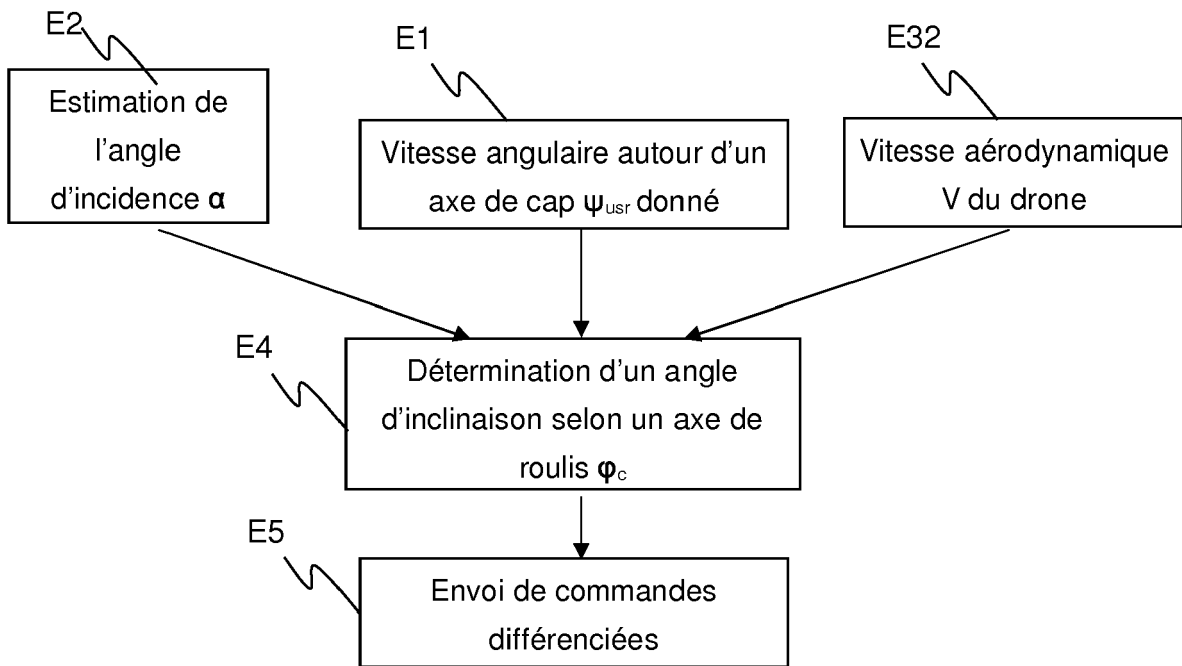 E2
Estimation de
l'angle
d'incidence α
E1
Vitesse angulaire autour d'un
axe de cap ψusr donné
E32
Vitesse aérodynamique
V du drone
E4
Détermination d'un angle
d'inclinaison selon un axe de
roulis φc
E5
Envoi de commandes
différenciées